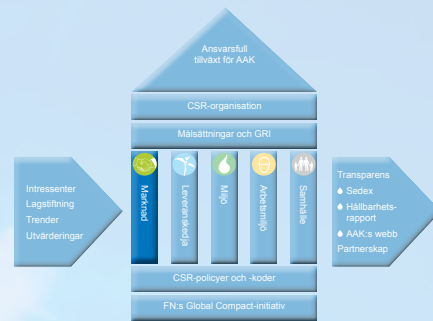 Ansvarsfull
tillväxt för AAK
CSR-organisation
Målsättningar och GRI
Intressenter
Lagstiftning
Trender
Utvärderingar
Marknad
Leveranskedja
Miljö
Arbetsmiljö
Samhälle
Transparens
Sedex
Hållbarhets-
rapport
AAK:s webb
Partnerskap
CSR-policyer och -koder
FN:s Global Compact-initiativ